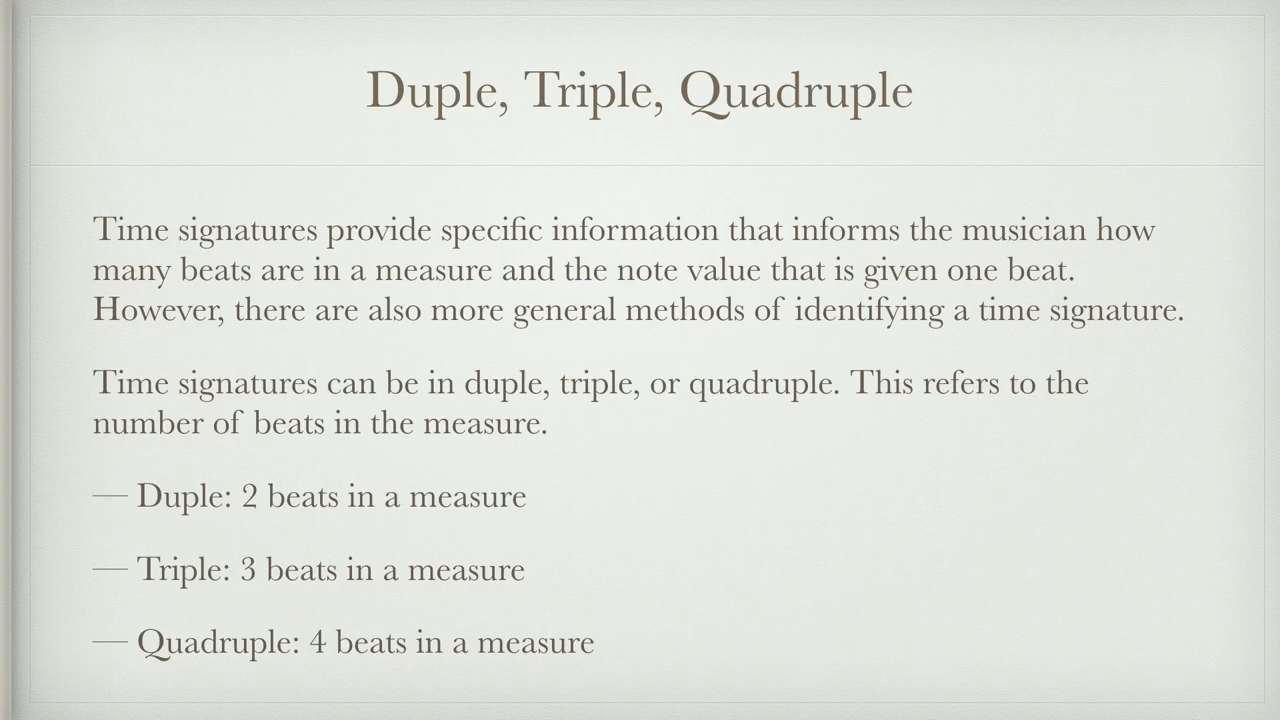 Duple, Triple, Quadruple
Time signatures provide specific information that informs the musician how
many beats are in a measure and the note value that is given one beat.
However, there are also more general methods of identifying a time signature.
Time signatures can be in duple, triple, or quadruple. This refers to the
number of beats in the measure.
— Duple: 2 beats in a measure
— Triple: 3 beats in a measure
— Quadruple: 4 beats in a measure